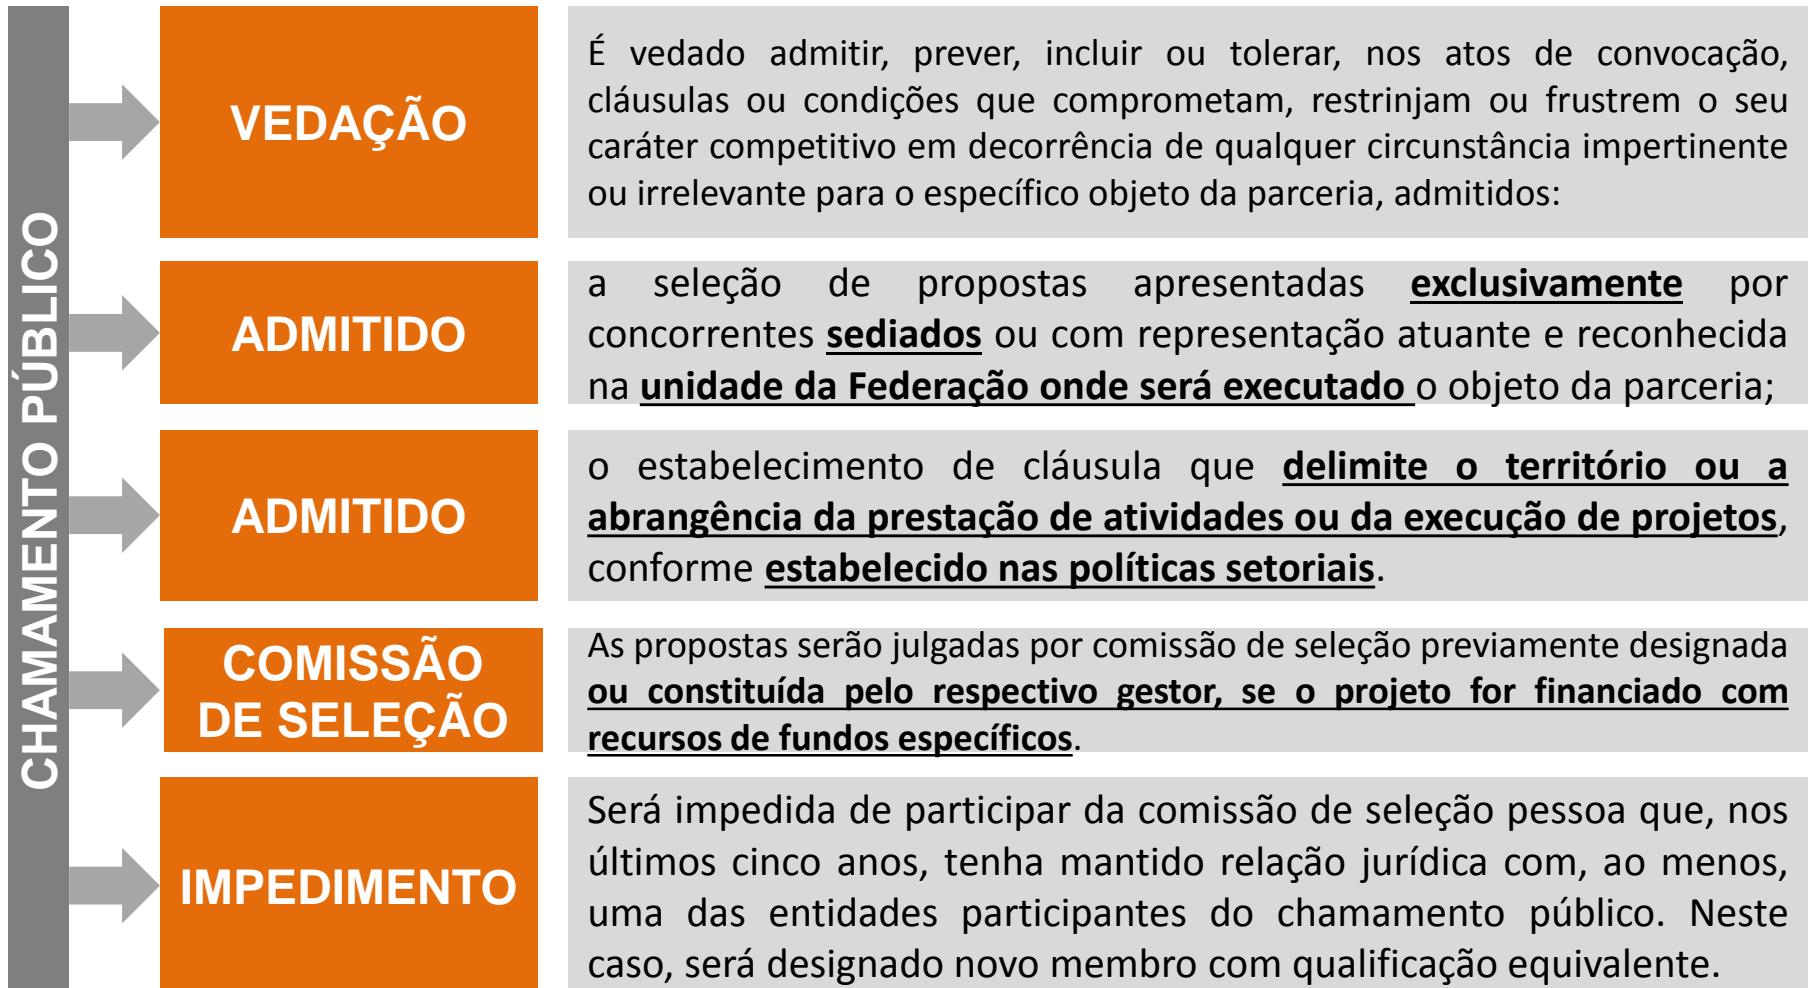 CHAMAMENTO PÚBLICO
VEDAÇÃO
É vedado admitir, prever, incluir ou tolerar, nos atos de convocação,
cláusulas ou condições que comprometam, restrinjam ou frustrem o seu
caráter competitivo em decorrência de qualquer circunstância impertinente
ou irrelevante para o específico objeto da parceria, admitidos:
ADMITIDO
a seleção de propostas apresentadas exclusivamente por
concorrentes sediados ou com representação atuante e reconhecida
na unidade da Federação onde será executado o objeto da parceria;
ADMITIDO
o estabelecimento de cláusula que delimite o território ou a
abrangência da prestação de atividades ou da execução de projetos,
conforme estabelecido nas políticas setoriais.
COMISSÃO
DE SELEÇÃO
As propostas serão julgadas por comissão de seleção previamente designada
ou constituída pelo respectivo gestor, se o projeto for financiado com
recursos de fundos específicos.
IMPEDIMENTO
Será impedida de participar da comissão de seleção pessoa que, nos
últimos cinco anos, tenha mantido relação jurídica com, ao menos,
uma das entidades participantes do chamamento público. Neste
caso, será designado novo membro com qualificação equivalente.